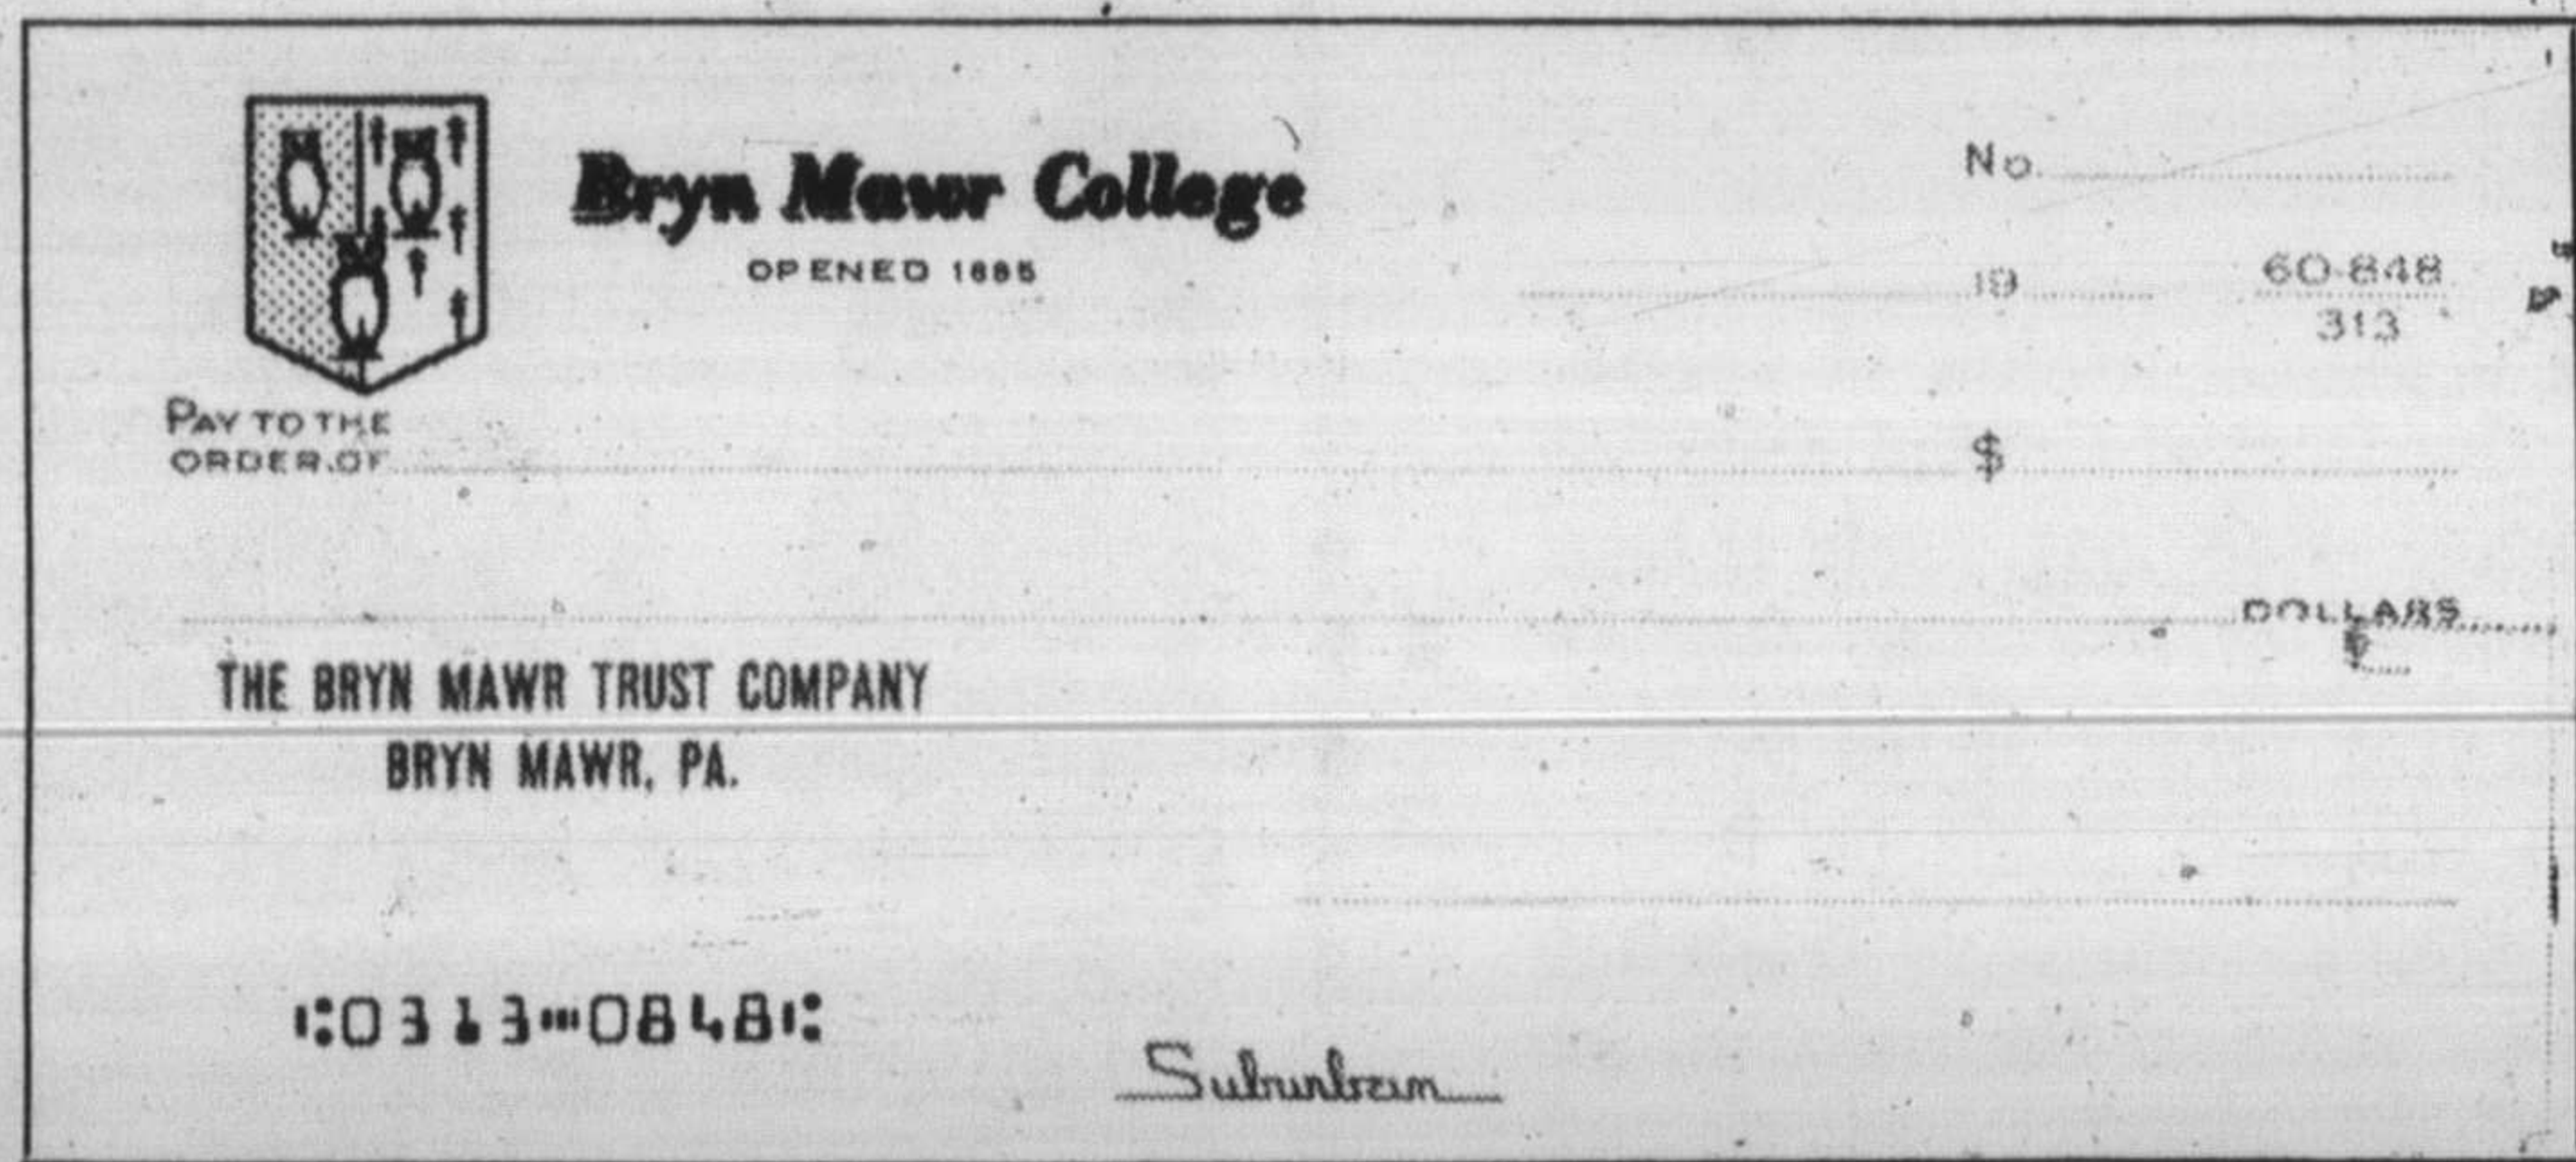 Bryn Mawr College
OPENED 1885
No.
19
60-848
313
PAY TO THE
ORDER OF
$
DOLLARS
THE BRYN MAWR TRUST COMPANY
BRYN MAWR, PA.
⑆0313⑉0848⑆
Suburban